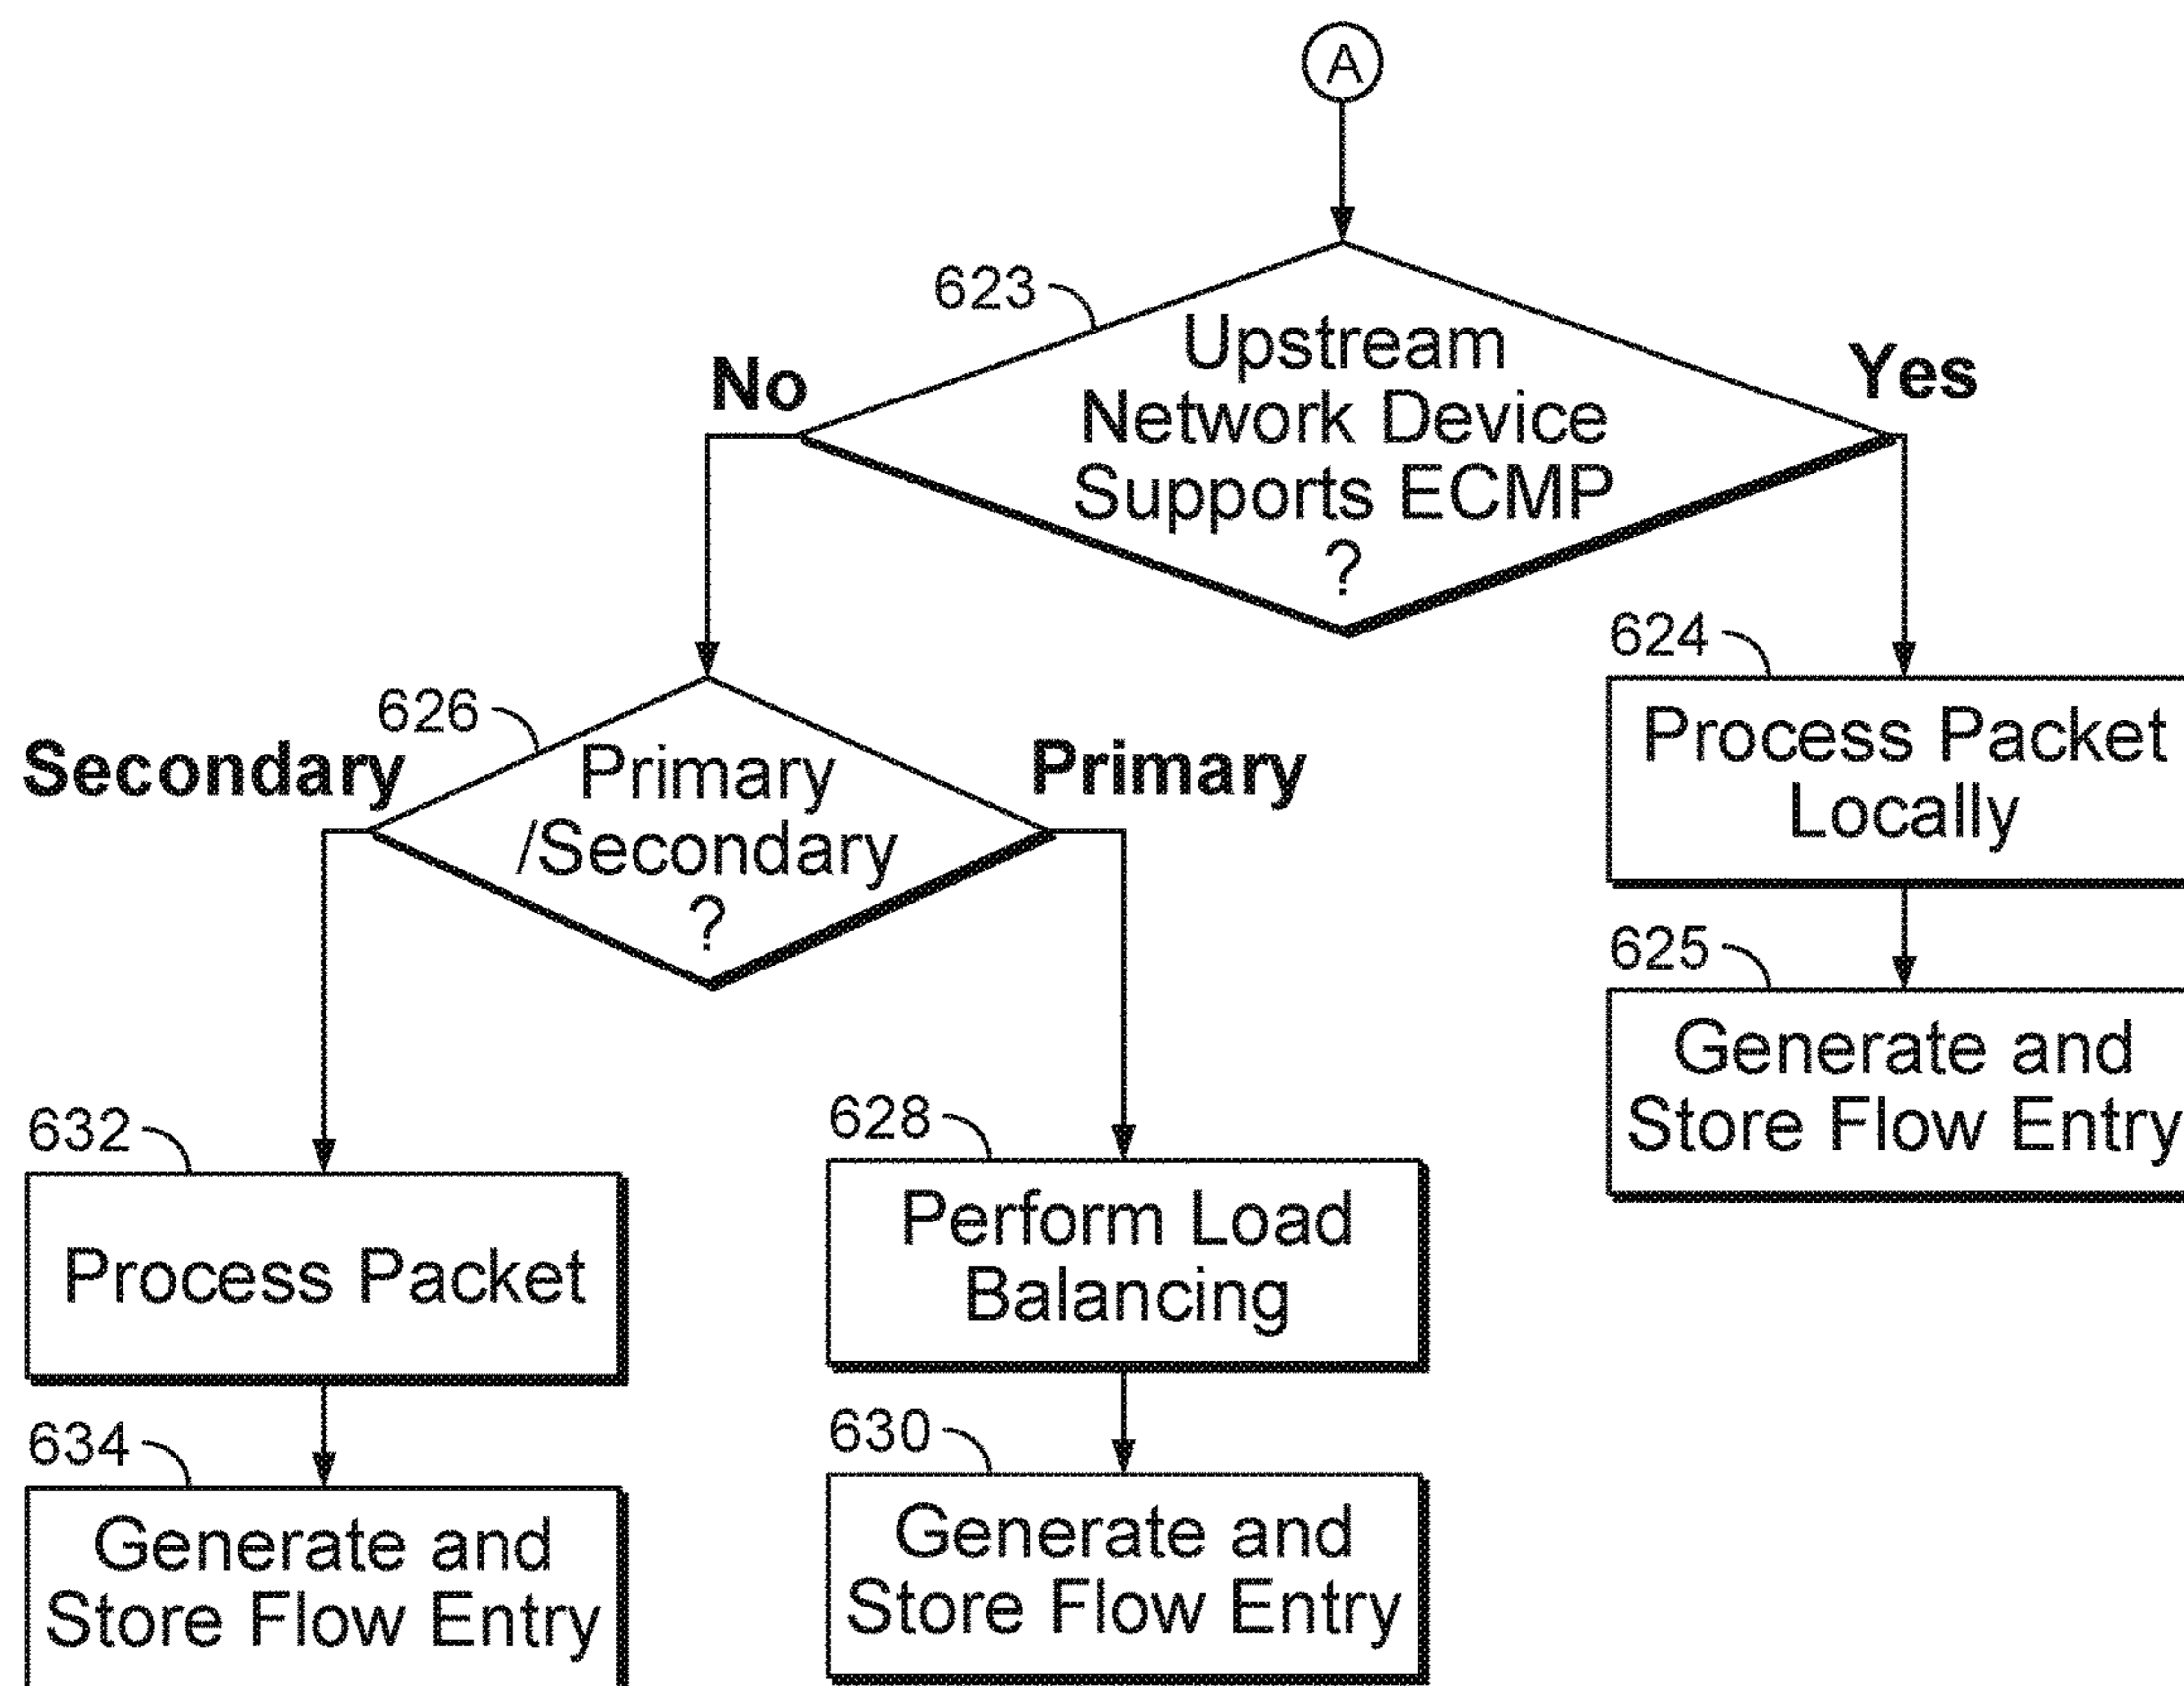 A
623
Upstream
Network Device
Supports ECMP
?
No
Yes
624
Process Packet
Locally
625
Generate and
Store Flow Entry
626
Primary
/Secondary
?
Secondary
Primary
632
Process Packet
634
Generate and
Store Flow Entry
628
Perform Load
Balancing
630
Generate and
Store Flow Entry